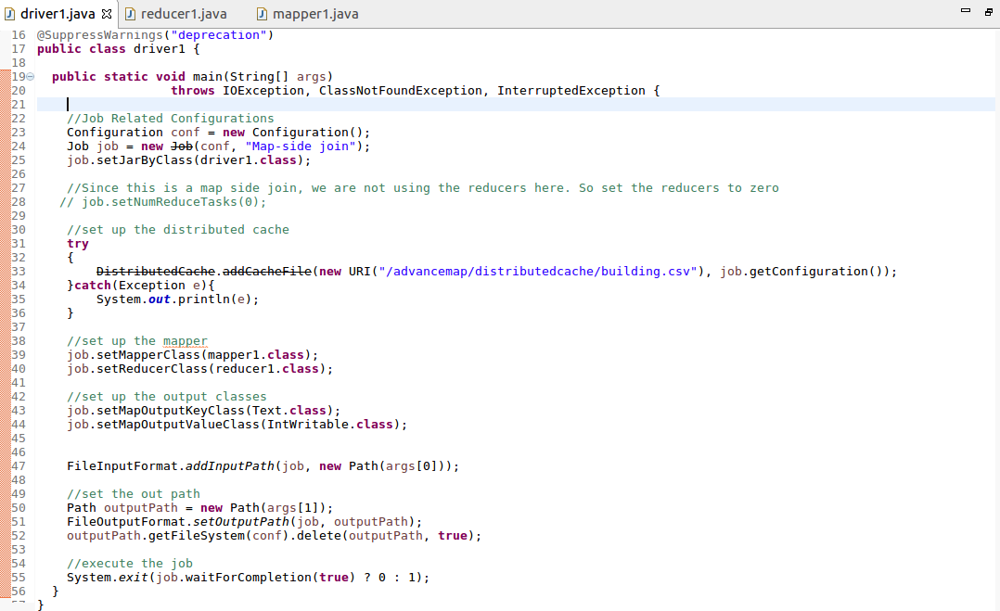 driver1.java reducer1.java mapper1.java
16 @SuppressWarnings("deprecation")
17 public class driver1 {
18
19 public static void main(String[] args)
20 throws IOException, ClassNotFoundException, InterruptedException {
21
22 //Job Related Configurations
23 Configuration conf = new Configuration();
24 Job job = new Job(conf, "Map-side join");
25 job.setJarByClass(driver1.class);
26
27 //Since this is a map side join, we are not using the reducers here. So set the reducers to zero
28 // job.setNumReduceTasks(0);
29
30 //set up the distributed cache
31 try
32 {
33 DistributedCache.addCacheFile(new URI("/advancemap/distributedcache/building.csv"), job.getConfiguration());
34 }catch(Exception e){
35 System.out.println(e);
36 }
37
38 //set up the mapper
39 job.setMapperClass(mapper1.class);
40 job.setReducerClass(reducer1.class);
41
42 //set up the output classes
43 job.setMapOutputKeyClass(Text.class);
44 job.setMapOutputValueClass(IntWritable.class);
45
46
47 FileInputFormat.addInputPath(job, new Path(args[0]));
48
49 //set the out path
50 Path outputPath = new Path(args[1]);
51 FileOutputFormat.setOutputPath(job, outputPath);
52 outputPath.getFileSystem(conf).delete(outputPath, true);
53
54 //execute the job
55 System.exit(job.waitForCompletion(true) ? 0 : 1);
56 }
57 }